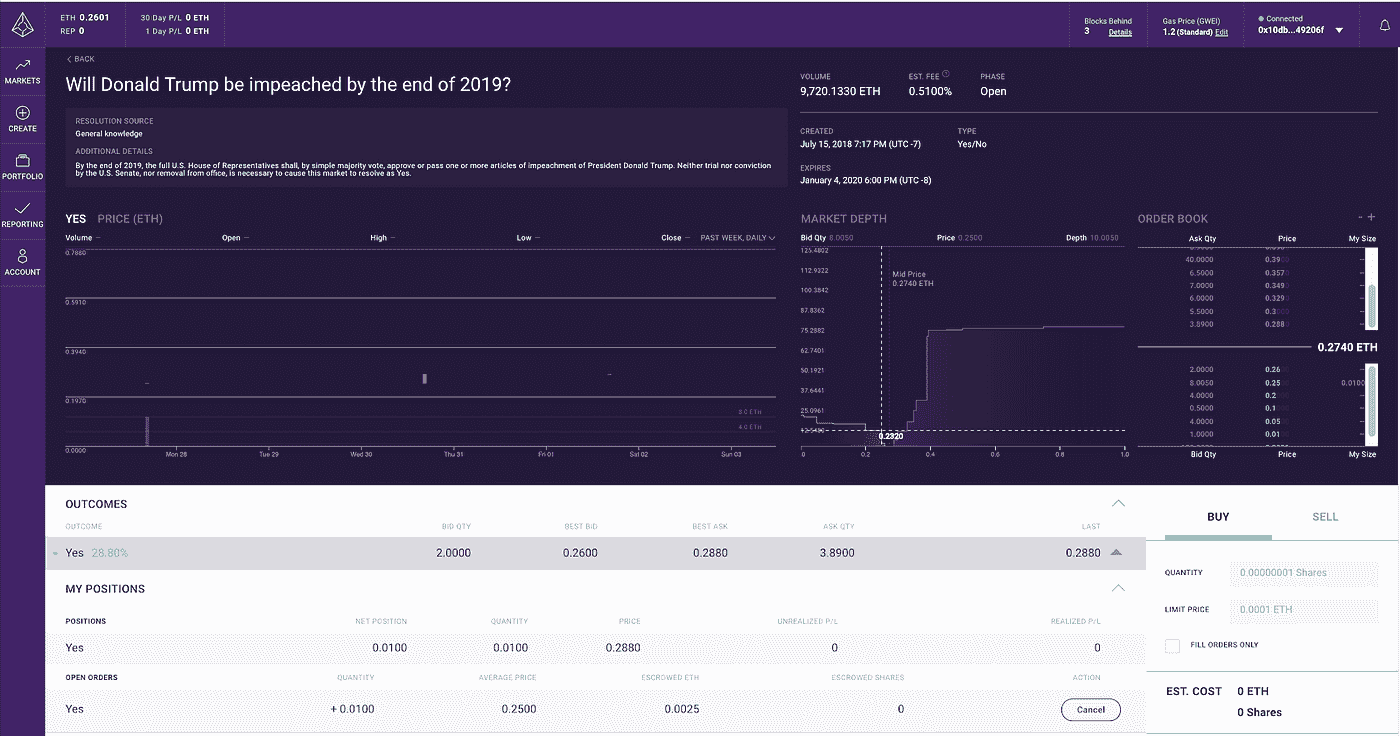 ETH 0.2601
REP 0
30 Day P/L 0 ETH
1 Day P/L 0 ETH
Blocks Behind
3 Details
Gas Price (GWEI)
1.2 (Standard) Edit
Connected
0x10db...49206f
MARKETS
CREATE
PORTFOLIO
REPORTING
ACCOUNT
BACK
Will Donald Trump be impeached by the end of 2019?
RESOLUTION SOURCE
General knowledge
ADDITIONAL DETAILS
By the end of 2019, the full U.S. House of Representatives shall, by simple majority vote, approve or pass one or more articles of impeachment of President Donald Trump. Neither trial nor conviction
by the U.S. Senate, nor removal from office, is necessary to cause this market to resolve as Yes.
VOLUME EST. FEE PHASE
9,720.1330 ETH 0.5100% Open
CREATED TYPE
July 15, 2018 7:17 PM (UTC -7) Yes/No
EXPIRES
January 4, 2020 6:00 PM (UTC -8)
YES PRICE (ETH)
Volume – Open – High – Low – Close – PAST WEEK, DAILY
0.7880
0.5910
0.3940
0.1970
8.0 ETH
4.0 ETH
0.0000
Mon 28 Tue 29 Wed 30 Thu 31 Fri 01 Sat 02 Sun 03
MARKET DEPTH
Bid Qty 8.0050 Price 0.2500 Depth 10.0050
125.4802
112.9322
100.3842
87.8362
75.2882
62.7401
50.1921
37.6441
25.0961
Mid Price
0.2740 ETH
0.2320
.0 0.2 0.4 0.6 0.8 1.0
ORDER BOOK - +
Ask Qty Price My Size
40.0000 0.3900 –
6.5000 0.3570 –
7.0000 0.3490 –
6.0000 0.3290 –
5.5000 0.3000 –
3.8900 0.2880 –
0.2740 ETH
2.0000 0.2600 –
8.0050 0.2500 0.0100
4.0000 0.2000 –
0.5000 0.1000 –
4.0000 0.0500 –
1.0000 0.0100 –
Bid Qty Price My Size
OUTCOMES
OUTCOME BID QTY BEST BID BEST ASK ASK QTY LAST
Yes 28.80% 2.0000 0.2600 0.2880 3.8900 0.2880
MY POSITIONS
POSITIONS NET POSITION QUANTITY PRICE UNREALIZED P/L REALIZED P/L
Yes 0.0100 0.0100 0.2880 0 0
OPEN ORDERS QUANTITY AVERAGE PRICE ESCROWED ETH ESCROWED SHARES ACTION
Yes + 0.0100 0.2500 0.0025 0 Cancel
BUY SELL
QUANTITY 0.00000001 Shares
LIMIT PRICE 0.0001 ETH
FILL ORDERS ONLY
EST. COST 0 ETH
0 Shares